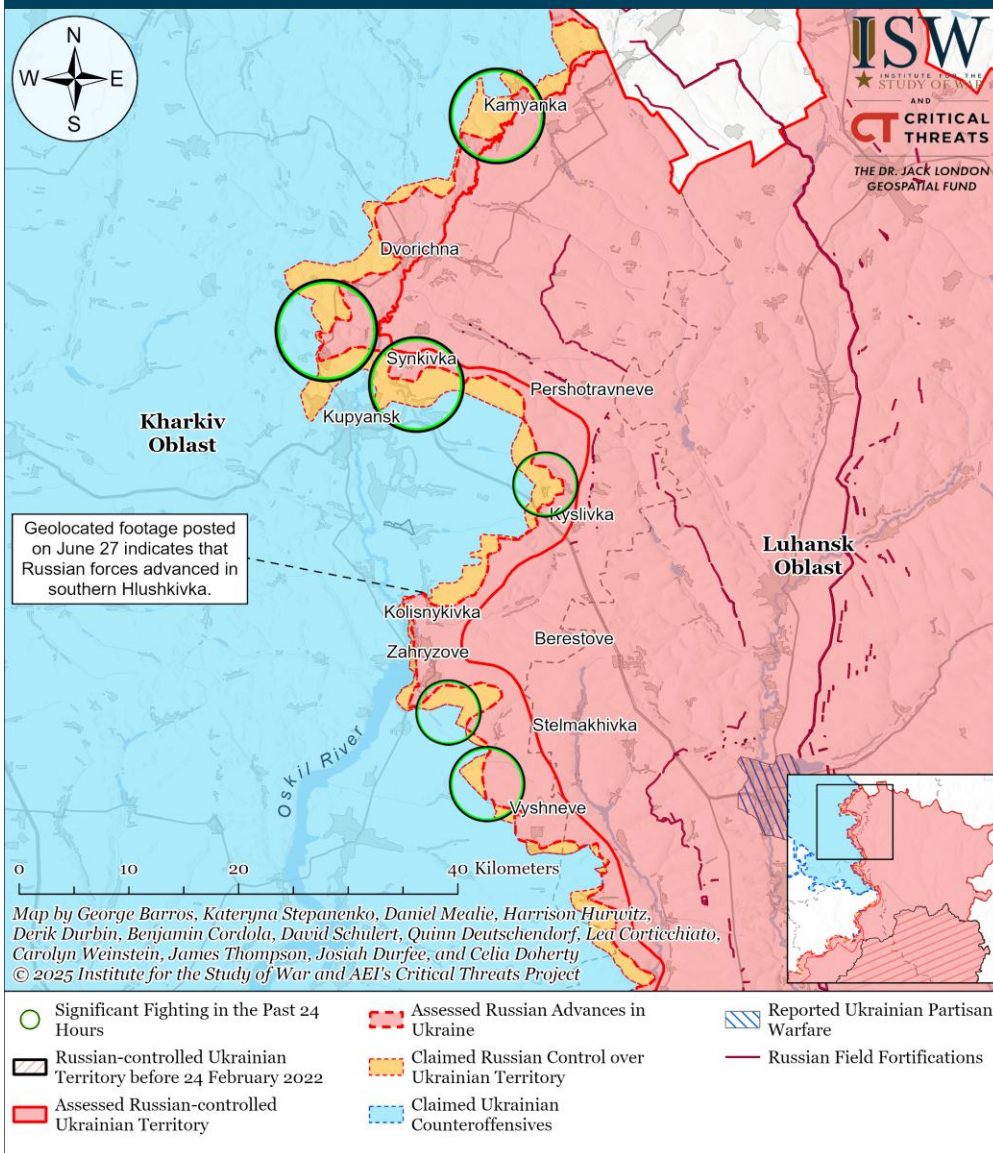 N
W E
S
ISW
INSTITUTE FOR THE
STUDY OF WAR
AND
CT CRITICAL
THREATS
THE DR. JACK LONDON
GEOSPATIAL FUND
Kamyanka
Dvorichna
Synkivka
Pershotravneve
Kupyansk
Kharkiv
Oblast
Kyslivka
Geolocated footage posted
on June 27 indicates that
Russian forces advanced in
southern Hlushkivka.
Luhansk
Oblast
Kolisnykivka
Berestove
Zahryzove
Stelmakhivka
Oskil River
Vyshneve
0 10 20 40 Kilometers
Map by George Barros, Kateryna Stepanenko, Daniel Mealie, Harrison Hurwitz,
Derik Durbin, Benjamin Cordola, David Schulert, Quinn Deutschendorf, Lea Corticchiato,
Carolyn Weinstein, James Thompson, Josiah Durfee, and Celia Doherty
© 2025 Institute for the Study of War and AEI's Critical Threats Project
Significant Fighting in the Past 24
Hours
Russian-controlled Ukrainian
Territory before 24 February 2022
Assessed Russian-controlled
Ukrainian Territory
Assessed Russian Advances in
Ukraine
Claimed Russian Control over
Ukrainian Territory
Claimed Ukrainian
Counteroffensives
Reported Ukrainian Partisan
Warfare
Russian Field Fortifications